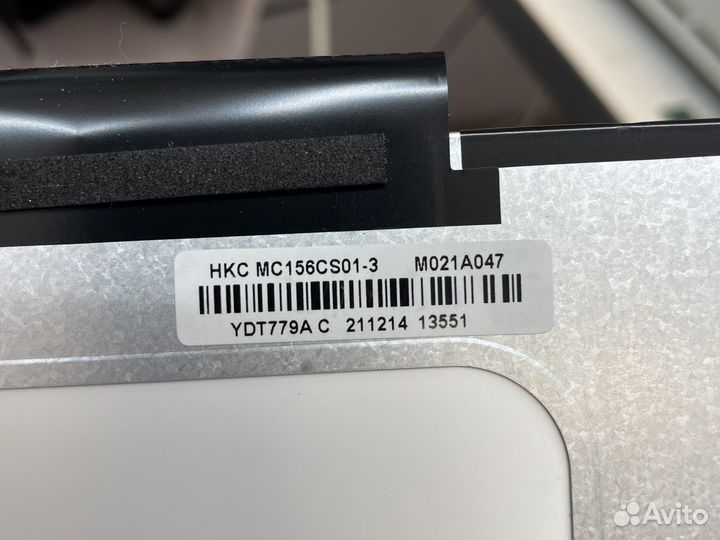 HKC MC156CS01-3 M021A047
YDT779A C 211214 13551
Avito